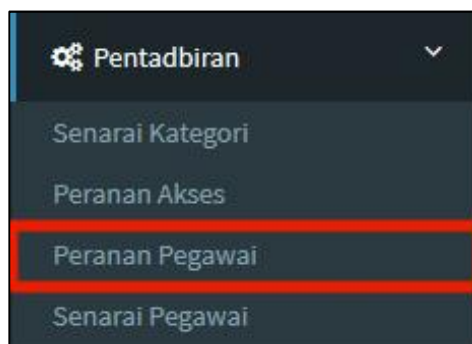 Pentadbiran
Senarai Kategori
Peranan Akses
Peranan Pegawai
Senarai Pegawai